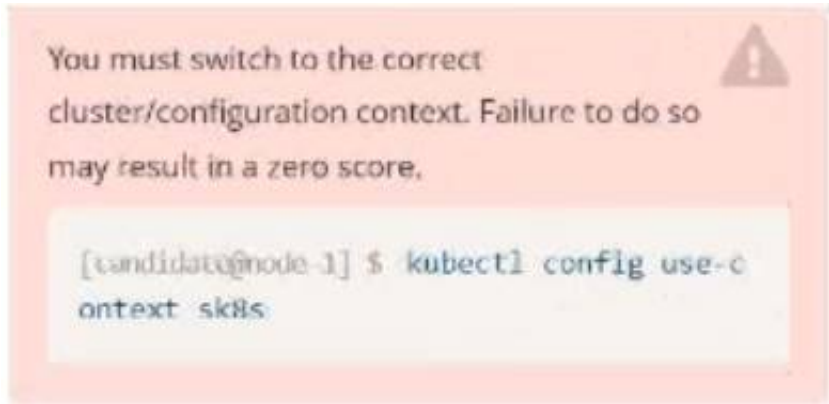 You must switch to the correct
cluster/configuration context. Failure to do so
may result in a zero score.
[candidate@node-1] $ kubectl config use-c
ontext sk8s